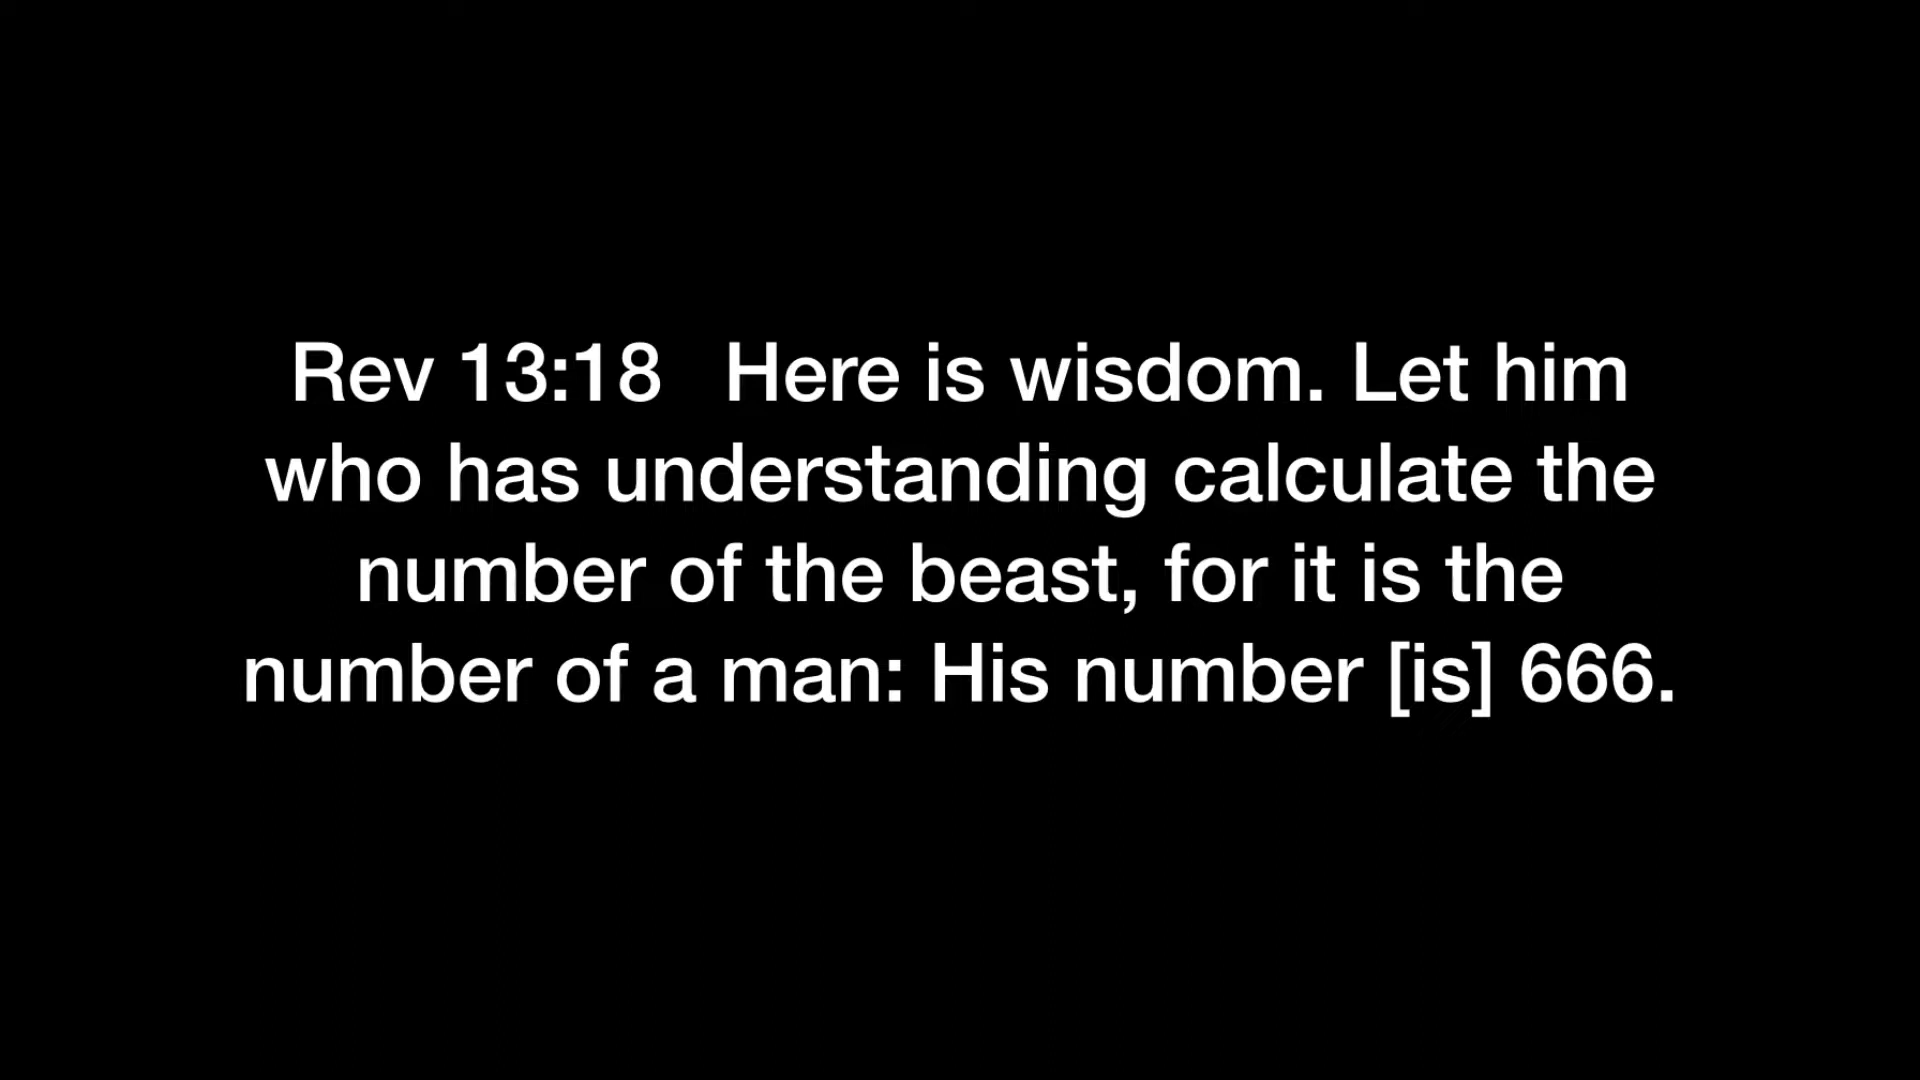 Rev 13:18   Here is wisdom. Let him
who has understanding calculate the
number of the beast, for it is the
number of a man: His number [is] 666.